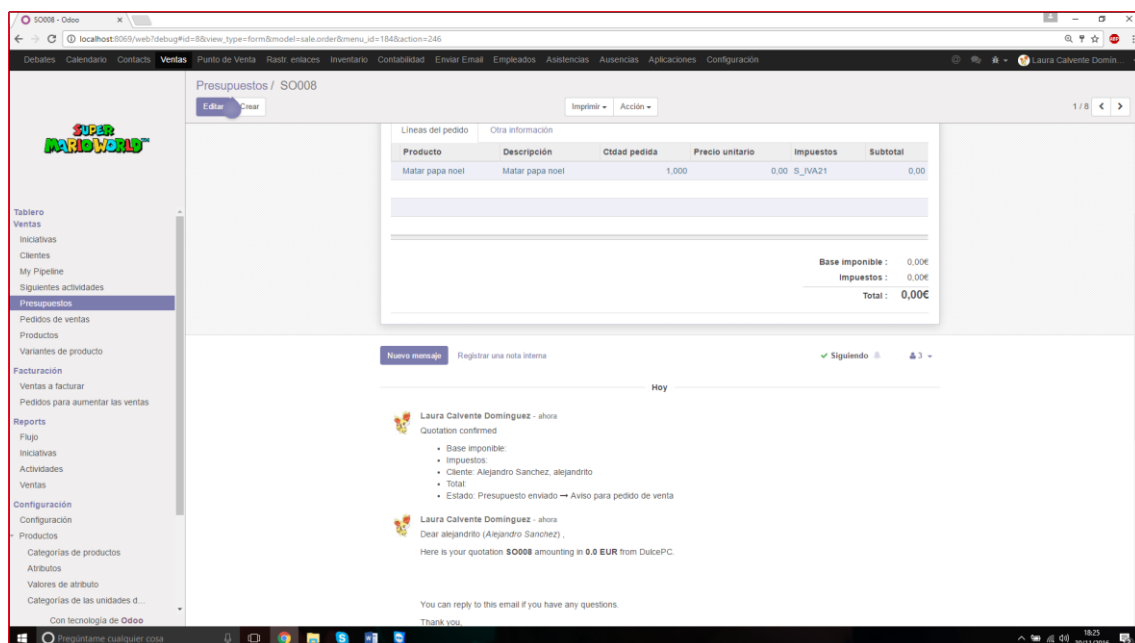 SO008 - Odoo
localhost:8069/web?debug#id=8&view_type=form&model=sale.order&menu_id=184&action=246
Debates Calendario Contacts Ventas Punto de Venta Rastr. enlaces Inventario Contabilidad Enviar Email Empleados Asistencias Ausencias Aplicaciones Configuración
Laura Calvente Domín...
Presupuestos / SO008
Editar Crear Imprimir Acción 1 / 8
SUPER
MARIO WORLD
Líneas del pedido Otra información
Producto Descripción Ctdad pedida Precio unitario Impuestos Subtotal
Matar papa noel Matar papa noel 1,000 0,00 S_IVA21 0,00
Base imponible : 0,00€
Impuestos : 0,00€
Total : 0,00€
Tablero
Ventas
Iniciativas
Clientes
My Pipeline
Siguientes actividades
Presupuestos
Pedidos de ventas
Productos
Variantes de producto
Facturación
Ventas a facturar
Pedidos para aumentar las ventas
Reports
Flujo
Iniciativas
Actividades
Ventas
Configuración
Configuración
Productos
Categorías de productos
Atributos
Valores de atributo
Categorías de las unidades d...
Con tecnología de Odoo
Nuevo mensaje Registrar una nota interna Siguiendo 3
Hoy
Laura Calvente Domínguez - ahora
Quotation confirmed
• Base imponible:
• Impuestos:
• Cliente: Alejandro Sanchez, alejandrito
• Total:
• Estado: Presupuesto enviado → Aviso para pedido de venta
Laura Calvente Domínguez - ahora
Dear alejandrito (Alejandro Sanchez) ,
Here is your quotation SO008 amounting in 0.0 EUR from DulcePC.
You can reply to this email if you have any questions.
Thank you,
Pregúntame cualquier cosa
18:25